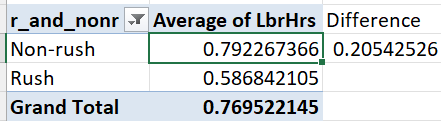 r_and_nonr Average of LbrHrs Difference
Non-rush 0.792267366 0.20542526
Rush 0.586842105
Grand Total 0.769522145